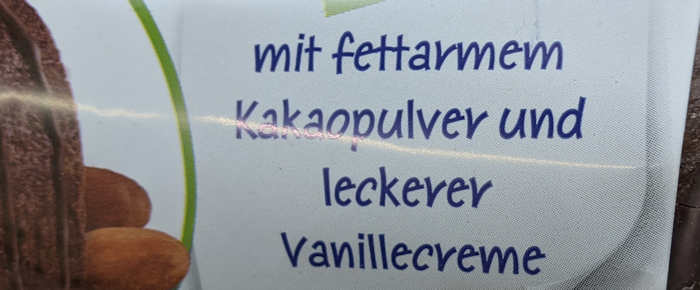 mit fettarmem
Kakaopulver und
leckerer
Vanillecreme